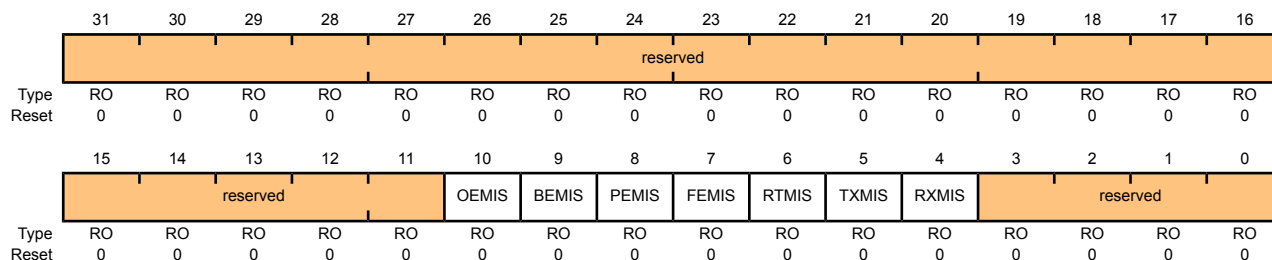 31 30 29 28 27 26 25 24 23 22 21 20 19 18 17 16
reserved
Type RO RO RO RO RO RO RO RO RO RO RO RO RO RO RO RO
Reset 0 0 0 0 0 0 0 0 0 0 0 0 0 0 0 0
15 14 13 12 11 10 9 8 7 6 5 4 3 2 1 0
reserved OEMIS BEMIS PEMIS FEMIS RTMIS TXMIS RXMIS reserved
Type RO RO RO RO RO RO RO RO RO RO RO RO RO RO RO RO
Reset 0 0 0 0 0 0 0 0 0 0 0 0 0 0 0 0